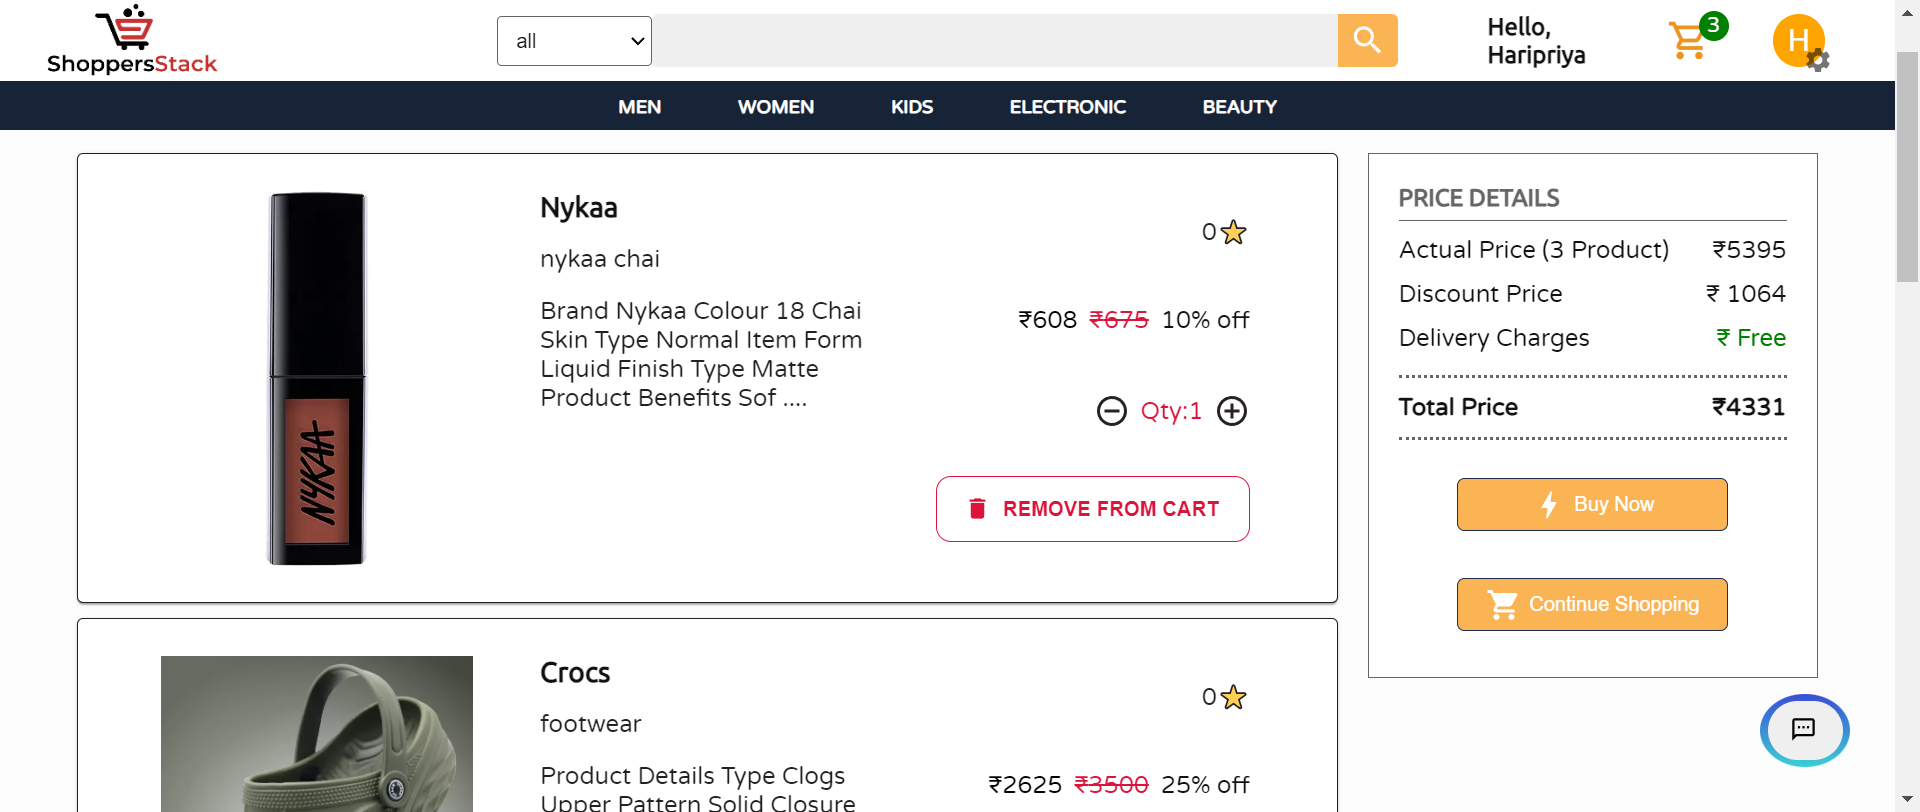 ShoppersStack
all
Hello,
Haripriya
3
H
MEN WOMEN KIDS ELECTRONIC BEAUTY
Nykaa
0
nykaa chai
Brand Nykaa Colour 18 Chai
Skin Type Normal Item Form
Liquid Finish Type Matte
Product Benefits Sof ....
₹608 ₹675 10% off
Qty:1
REMOVE FROM CART
NYKAA
Crocs
0
footwear
Product Details Type Clogs
Upper Pattern Solid Closure
₹2625 ₹3500 25% off
PRICE DETAILS
Actual Price (3 Product) ₹5395
Discount Price ₹ 1064
Delivery Charges ₹ Free
Total Price ₹4331
Buy Now
Continue Shopping